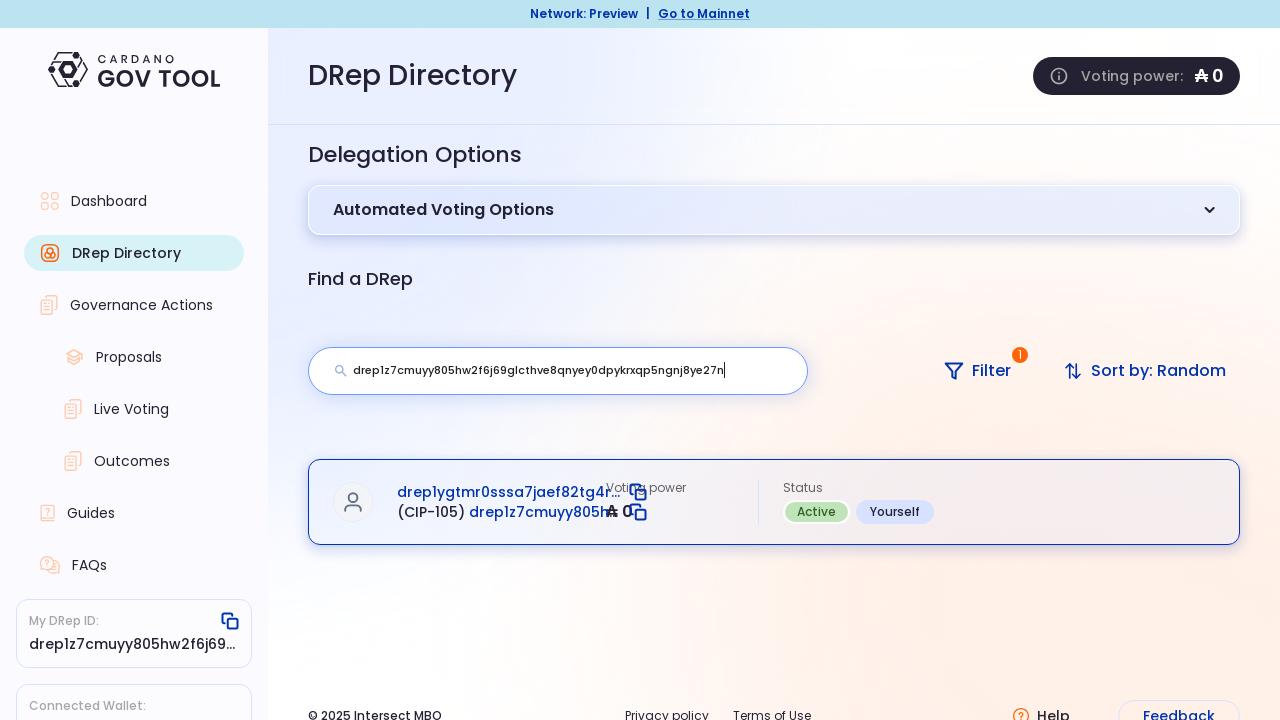 Network: Preview | Go to Mainnet
CARDANO
GOV TOOL
Dashboard
DRep Directory
Governance Actions
Proposals
Live Voting
Outcomes
Guides
FAQs
My DRep ID:
drep1z7cmuyy805hw2f6j69...
Connected Wallet:
DRep Directory
Voting power: ₳ 0
Delegation Options
Automated Voting Options
Find a DRep
drep1z7cmuyy805hw2f6j69glcthve8qnyey0dpykrxqp5ngnj8ye27n
Filter 1
Sort by: Random
drep1ygtmr0sssa7jaef82tg4r...
(CIP-105) drep1z7cmuyy805h...
Voting power
₳ 0
Status
Active Yourself
© 2025 Intersect MBO Privacy policy Terms of Use Help Feedback